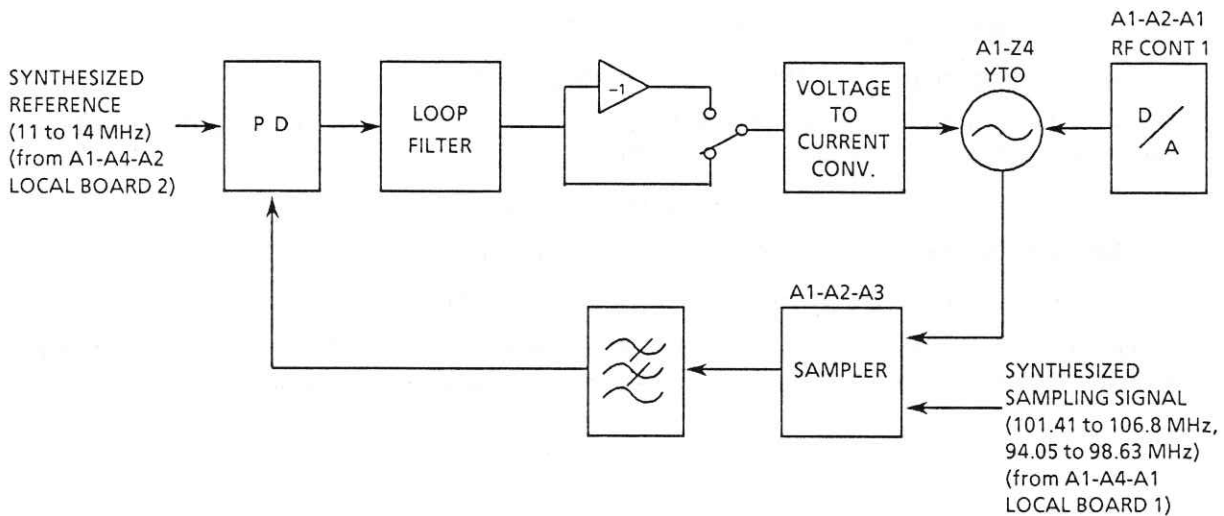 SYNTHESIZED
REFERENCE
(11 to 14 MHz)
(from A1-A4-A2
LOCAL BOARD 2)
P D
LOOP
FILTER
−1
VOLTAGE
TO
CURRENT
CONV.
A1-Z4
YTO
A1-A2-A1
RF CONT 1
D/A
A1-A2-A3
SAMPLER
SYNTHESIZED
SAMPLING SIGNAL
(101.41 to 106.8 MHz,
94.05 to 98.63 MHz)
(from A1-A4-A1
LOCAL BOARD 1)